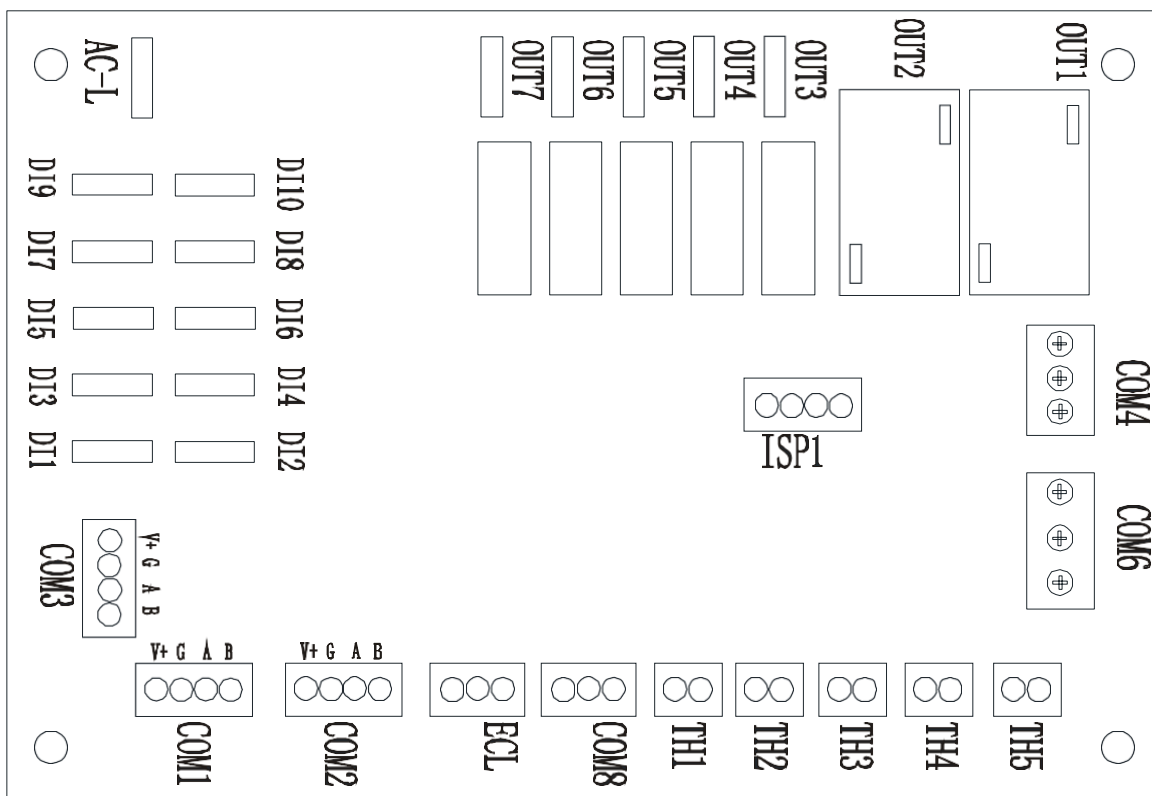 AC-L
OUT7
OUT6
OUT5
OUT4
OUT3
OUT2
OUT1
DI9
DI10
DI7
DI8
DI5
DI6
DI3
DI4
DI1
DI2
ISP1
COM4
COM6
COM3
V+
G
A
B
V+ G A B
V+ G A B
COM1
COM2
ECL
COM8
TH1
TH2
TH3
TH4
TH5